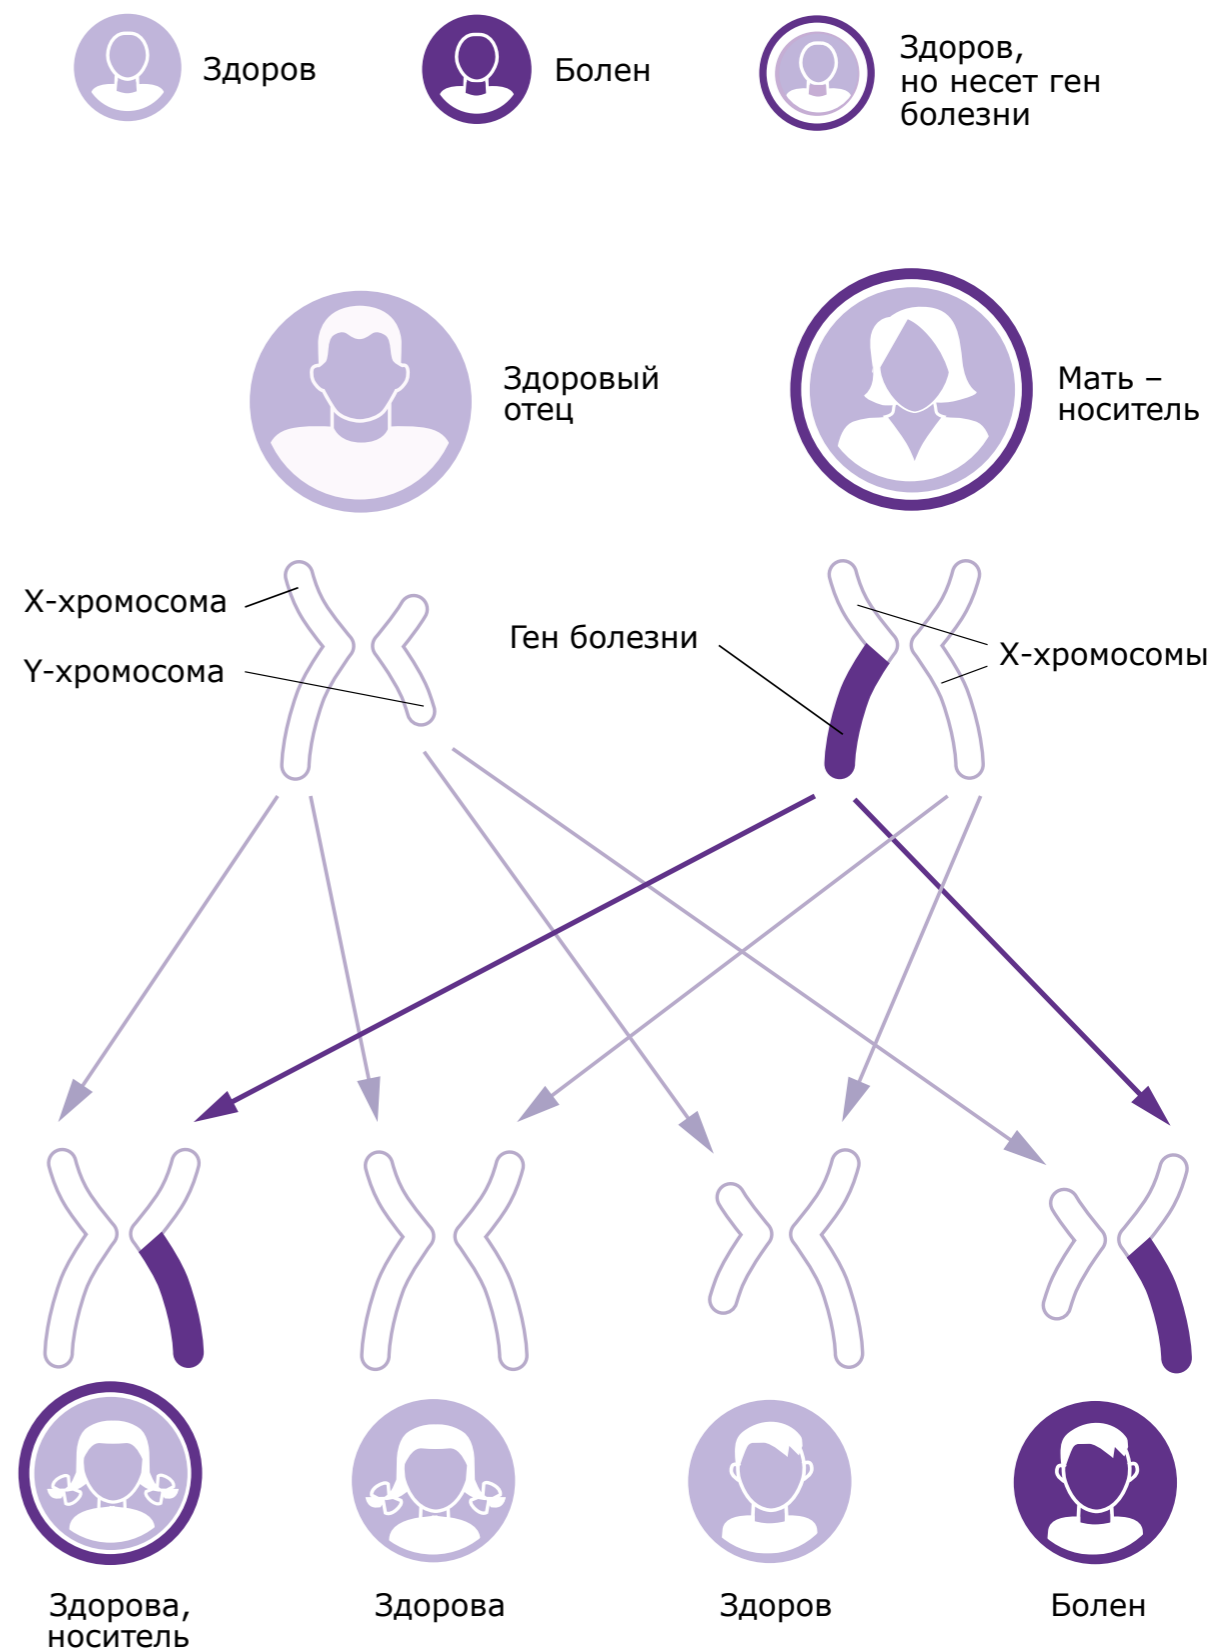 Здоров
Болен
Здоров,
но несет ген
болезни
Здоровый
отец
Мать –
носитель
X-хромосома
Y-хромосома
Ген болезни
X-хромосомы
Здорова,
носитель
Здорова
Здоров
Болен